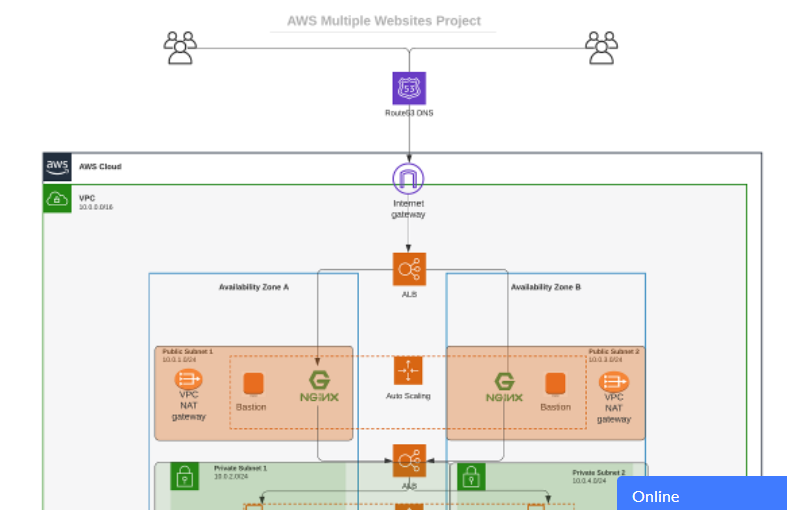 AWS Multiple Websites Project
53
Route53 DNS
aws
AWS Cloud
VPC
10.0.0.0/16
Internet
gateway
ALB
Availability Zone A
Availability Zone B
Public Subnet 1
10.0.1.0/24
Public Subnet 2
10.0.3.0/24
VPC
NAT
gateway
Bastion
NGINX
Auto Scaling
NGINX
Bastion
VPC
NAT
gateway
ALB
Private Subnet 1
10.0.2.0/24
Private Subnet 2
10.0.4.0/24
Online